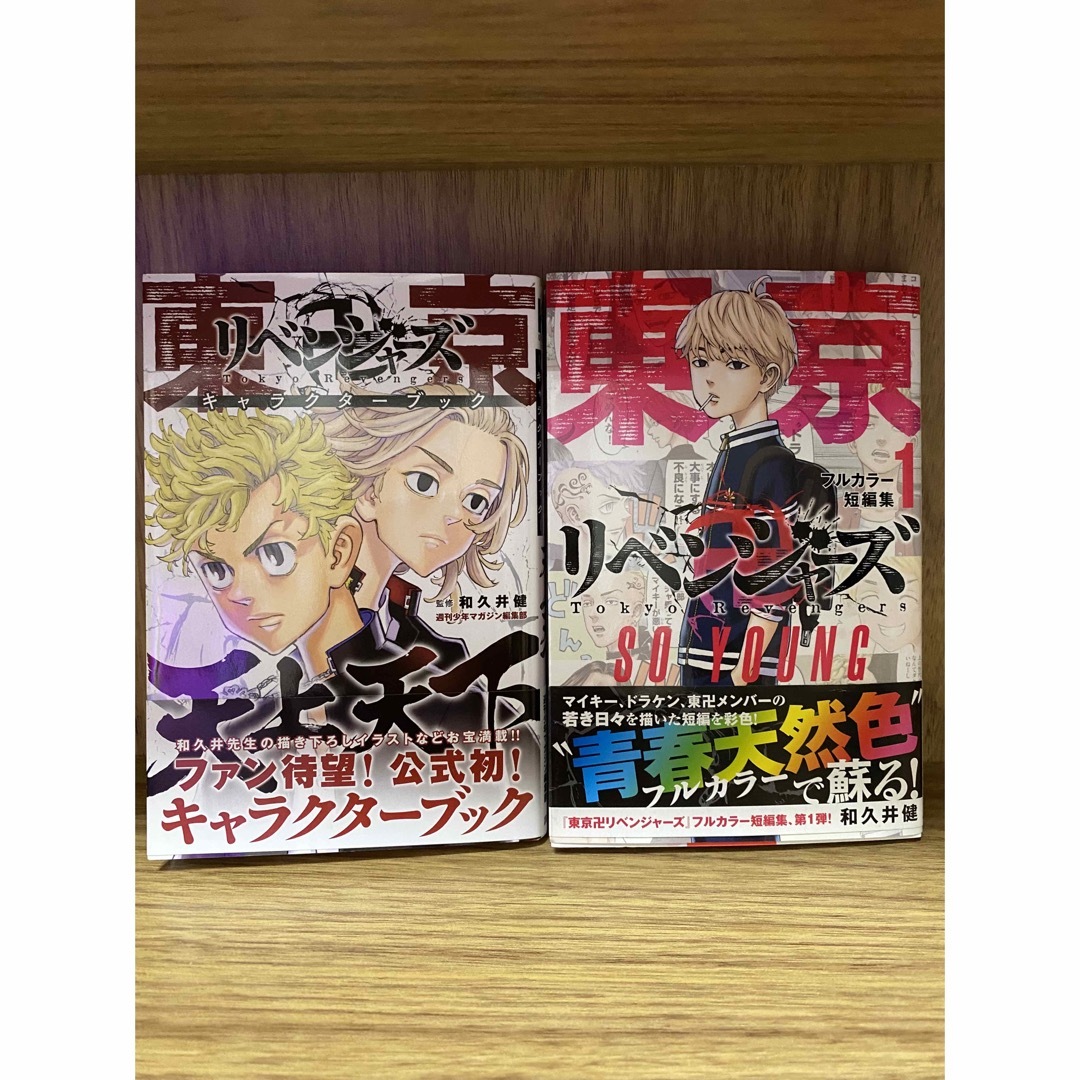 東京
リベンジャーズ
Tokyo Revengers
キャラクターブック
監修 和久井健
週刊少年マガジン編集部
天上天下
和久井先生の描き下ろしイラストなどお宝満載!!
ファン待望! 公式初!
キャラクターブック
東京
フルカラー
短編集
1
リベンジャーズ
Tokyo Revengers
SO YOUNG
マイキー、ドラケン、東卍メンバーの
若き日々を描いた短編を彩色!
"青春天然色"
フルカラーで蘇る!
『東京卍リベンジャーズ』フルカラー短編集、第1弾! 和久井健